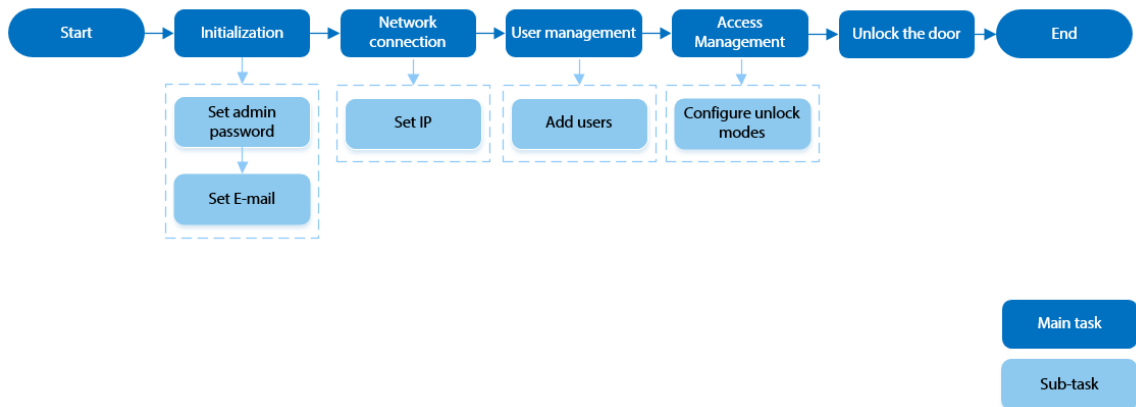 Start
Initialization
Network
connection
User management
Access
Management
Unlock the door
End
Set admin
password
Set IP
Add users
Configure unlock
modes
Set E-mail
Main task
Sub-task